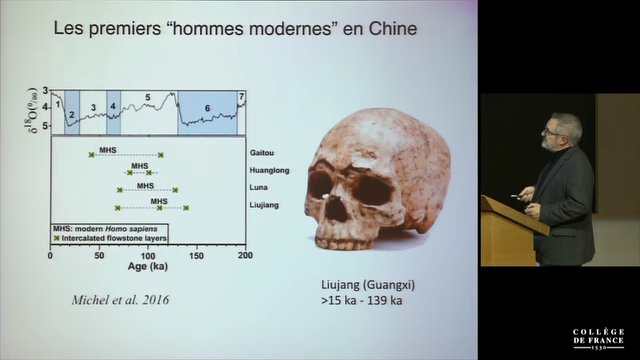 Les premiers “hommes modernes” en Chine
3
4
5
δ18O(0/00)
1
2
3
4
5
6
7
MHS
Gaitou
MHS
Huanglong
MHS
Luna
MHS
Liujiang
MHS: modern Homo sapiens
Intercalated flowstone layers
0
50
100
150
200
Age (ka)
Michel et al. 2016
Liujang (Guangxi)
>15 ka - 139 ka
COLLÈGE
DE FRANCE
1530